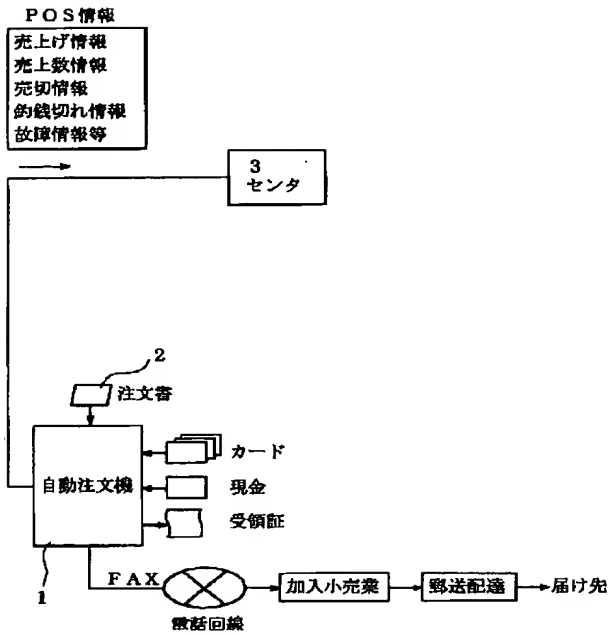 POS情報
売上げ情報
売上数情報
売切情報
釣銭切れ情報
故障情報等
3
センタ
2
注文書
自動注文機
カード
現金
受領証
1
FAX
電話回線
加入小売業
郵送配達
届け先